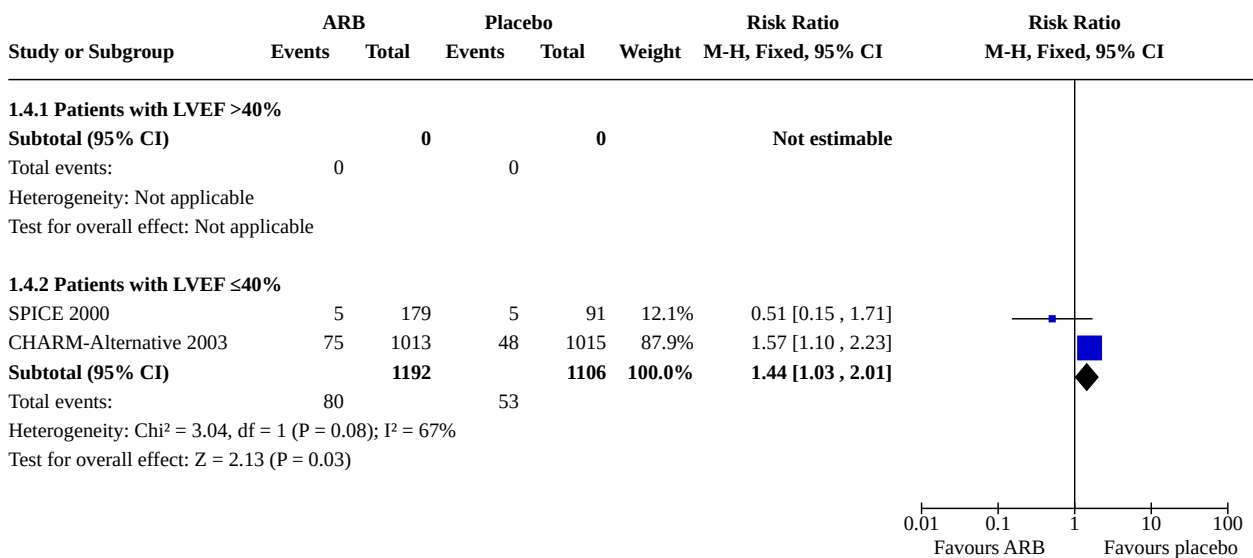 ARB Placebo Risk Ratio Risk Ratio
Study or Subgroup Events Total Events Total Weight M-H, Fixed, 95% CI M-H, Fixed, 95% CI
1.4.1 Patients with LVEF >40%
Subtotal (95% CI) 0 0 Not estimable
Total events: 0 0
Heterogeneity: Not applicable
Test for overall effect: Not applicable
1.4.2 Patients with LVEF ≤40%
SPICE 2000 5 179 5 91 12.1% 0.51 [0.15 , 1.71]
CHARM-Alternative 2003 75 1013 48 1015 87.9% 1.57 [1.10 , 2.23]
Subtotal (95% CI) 1192 1106 100.0% 1.44 [1.03 , 2.01]
Total events: 80 53
Heterogeneity: Chi² = 3.04, df = 1 (P = 0.08); I² = 67%
Test for overall effect: Z = 2.13 (P = 0.03)
0.01 0.1 1 10 100
Favours ARB Favours placebo